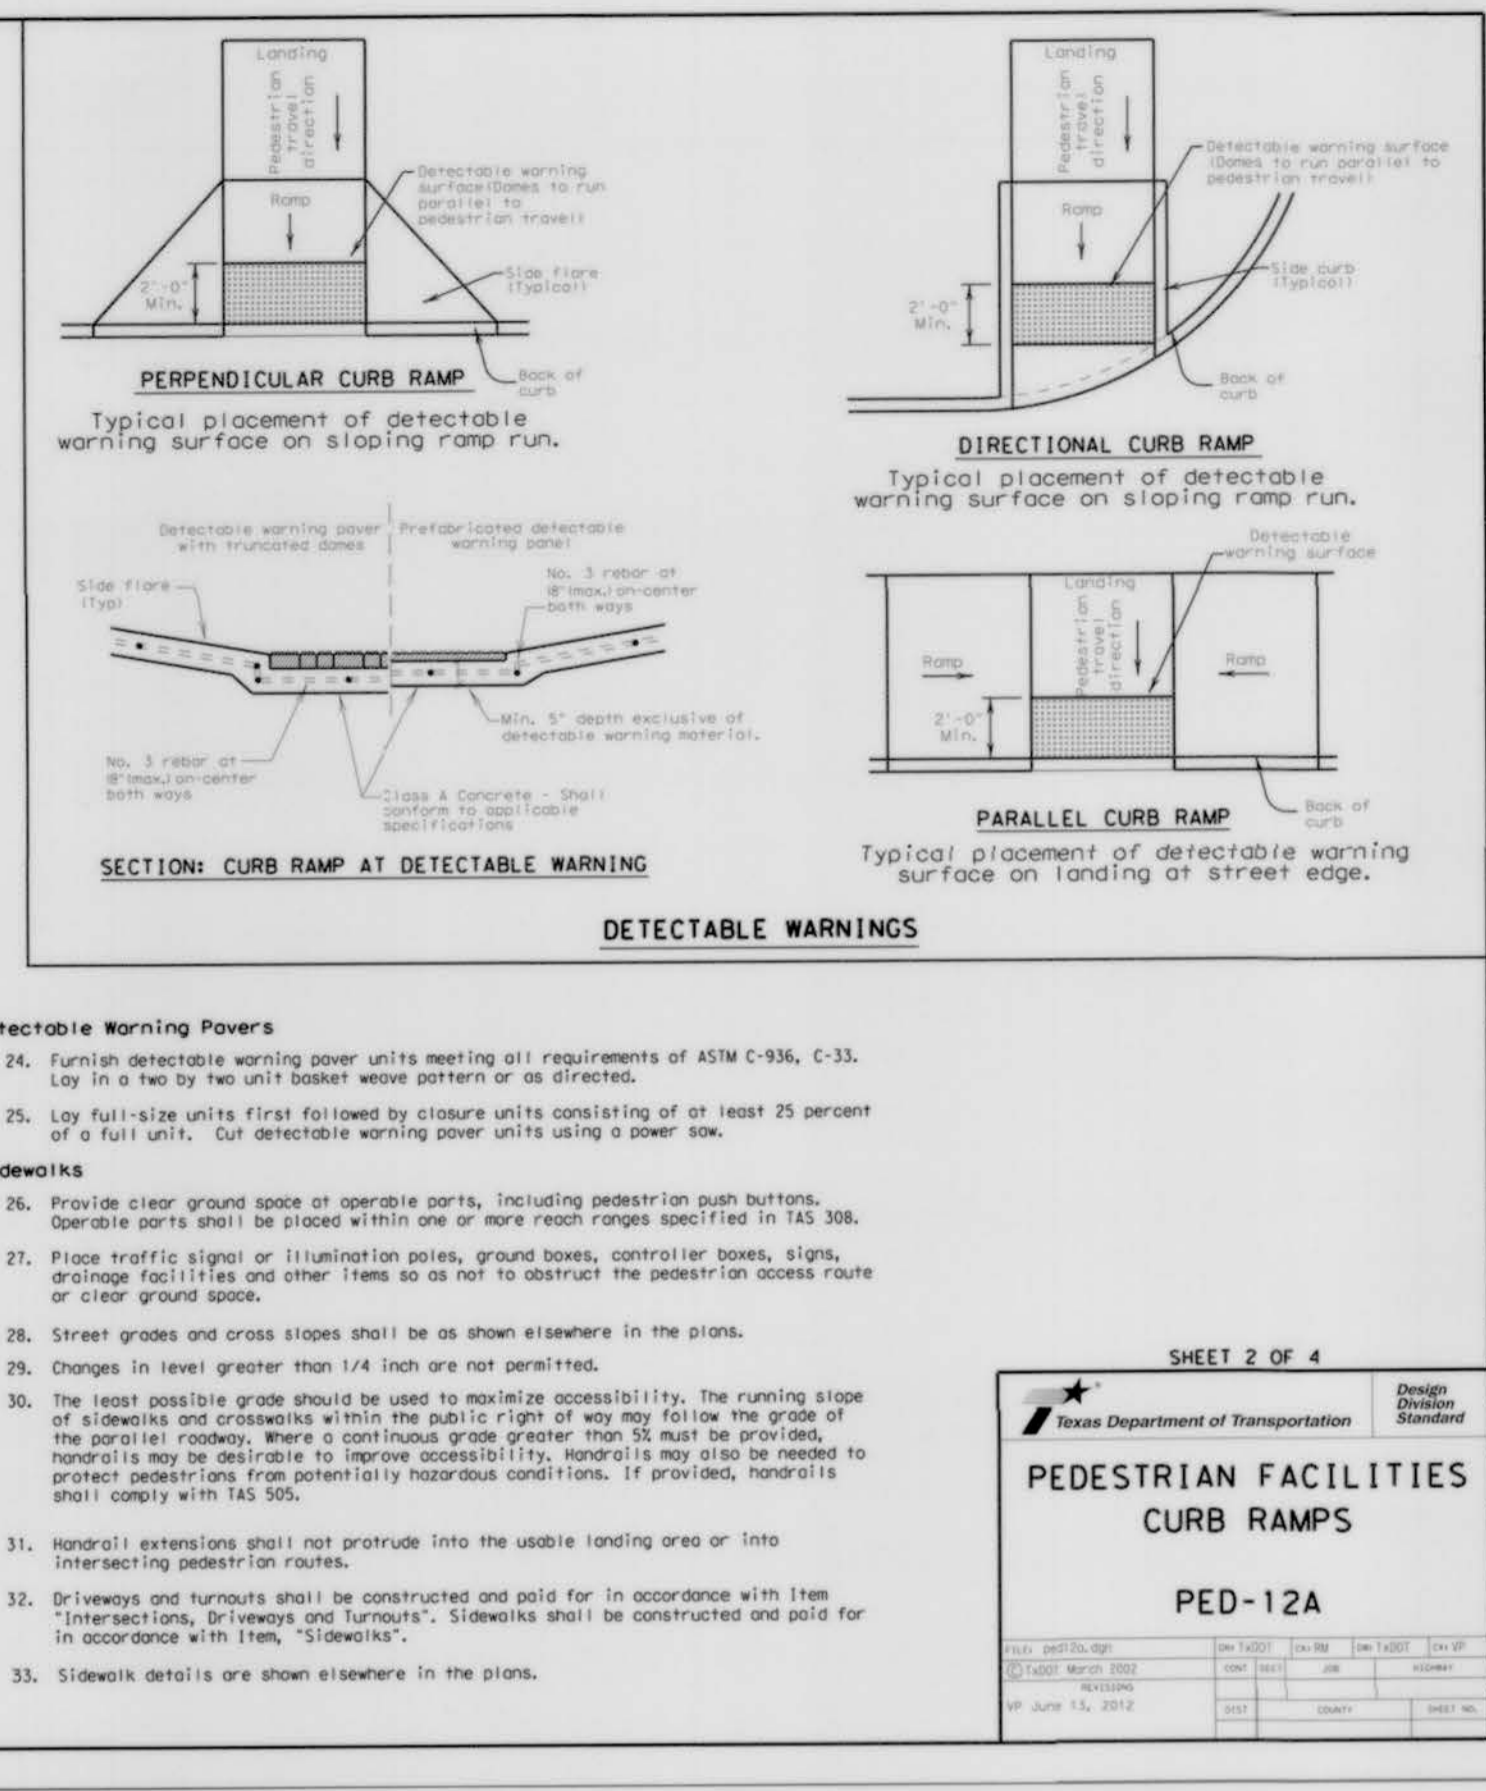 Landing
Pedestrian
travel
direction
Ramp
Detectable warning
surface(Domes to run
parallel to
pedestrian travel)
Side flare
(Typical)
2'-0"
Min.
Back of
curb
PERPENDICULAR CURB RAMP
Typical placement of detectable
warning surface on sloping ramp run.
Landing
Pedestrian
travel
direction
Ramp
Detectable warning surface
(Domes to run parallel to
pedestrian travel)
Side curb
(Typical)
2'-0"
Min.
Back of
curb
DIRECTIONAL CURB RAMP
Typical placement of detectable
warning surface on sloping ramp run.
Detectable warning paver
with truncated domes
Prefabricated detectable
warning panel
Side flare
(Typ)
No. 3 rebar at
18"(max.) on-center
both ways
Min. 5" depth exclusive of
detectable warning material.
No. 3 rebar at
18"(max.) on-center
both ways
Class A Concrete - Shall
conform to applicable
specifications
SECTION: CURB RAMP AT DETECTABLE WARNING
Detectable
warning surface
Landing
Pedestrian
travel
direction
Ramp
Ramp
2'-0"
Min.
Back of
curb
PARALLEL CURB RAMP
Typical placement of detectable warning
surface on landing at street edge.
DETECTABLE WARNINGS
tectable Warning Pavers
24. Furnish detectable warning paver units meeting all requirements of ASTM C-936, C-33.
Lay in a two by two unit basket weave pattern or as directed.
25. Lay full-size units first followed by closure units consisting of at least 25 percent
of a full unit. Cut detectable warning paver units using a power saw.
dewalks
26. Provide clear ground space at operable parts, including pedestrian push buttons.
Operable parts shall be placed within one or more reach ranges specified in TAS 308.
27. Place traffic signal or illumination poles, ground boxes, controller boxes, signs,
drainage facilities and other items so as not to obstruct the pedestrian access route
or clear ground space.
28. Street grades and cross slopes shall be as shown elsewhere in the plans.
29. Changes in level greater than 1/4 inch are not permitted.
30. The least possible grade should be used to maximize accessibility. The running slope
of sidewalks and crosswalks within the public right of way may follow the grade of
the parallel roadway. Where a continuous grade greater than 5% must be provided,
handrails may be desirable to improve accessibility. Handrails may also be needed to
protect pedestrians from potentially hazardous conditions. If provided, handrails
shall comply with TAS 505.
31. Handrail extensions shall not protrude into the usable landing area or into
intersecting pedestrian routes.
32. Driveways and turnouts shall be constructed and paid for in accordance with Item
"Intersections, Driveways and Turnouts". Sidewalks shall be constructed and paid for
in accordance with Item, "Sidewalks".
33. Sidewalk details are shown elsewhere in the plans.
SHEET 2 OF 4
Texas Department of Transportation
Design
Division
Standard
PEDESTRIAN FACILITIES
CURB RAMPS
PED-12A
FILE: ped12a.dgn
DN: TxDOT
CK: RM
DW: TxDOT
CK: VP
© TxDOT March 2002
CONT
SECT
JOB
HIGHWAY
REVISIONS
VP June 13, 2012
DIST
COUNTY
SHEET NO.